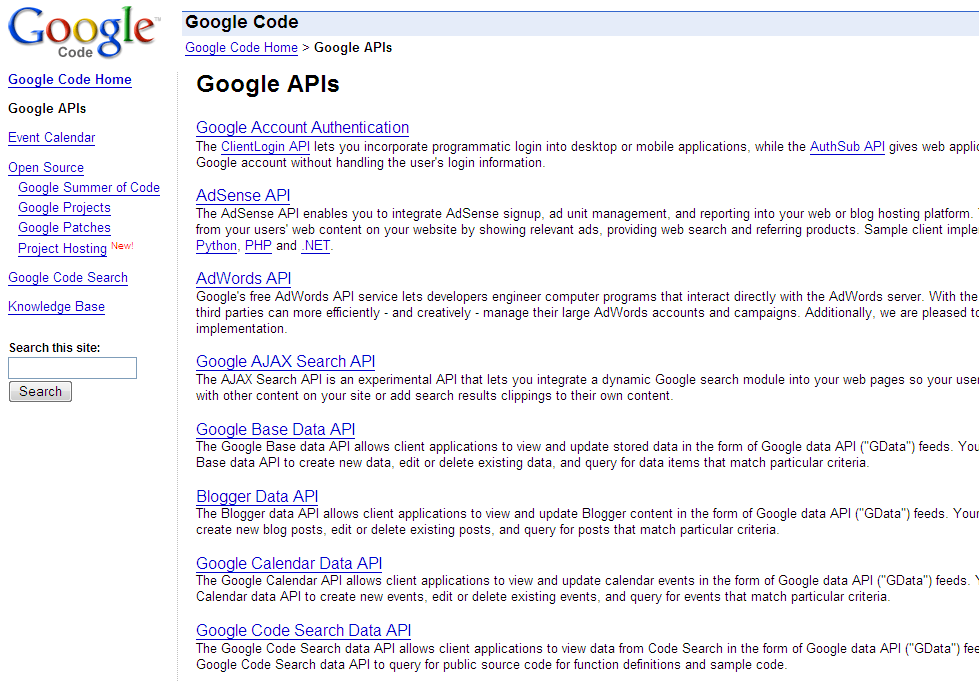 Google™
Code
Google Code
Google Code Home > Google APIs
Google Code Home
Google APIs
Event Calendar
Open Source
Google Summer of Code
Google Projects
Google Patches
Project Hosting New!
Google Code Search
Knowledge Base
Search this site:
Search
Google APIs
Google Account Authentication
The ClientLogin API lets you incorporate programmatic login into desktop or mobile applications, while the AuthSub API gives web applic
Google account without handling the user's login information.
AdSense API
The AdSense API enables you to integrate AdSense signup, ad unit management, and reporting into your web or blog hosting platform.
from your users' web content on your website by showing relevant ads, providing web search and referring products. Sample client imple
Python, PHP and .NET.
AdWords API
Google's free AdWords API service lets developers engineer computer programs that interact directly with the AdWords server. With the
third parties can more efficiently - and creatively - manage their large AdWords accounts and campaigns. Additionally, we are pleased to
implementation.
Google AJAX Search API
The AJAX Search API is an experimental API that lets you integrate a dynamic Google search module into your web pages so your user
with other content on your site or add search results clippings to their own content.
Google Base Data API
The Google Base data API allows client applications to view and update stored data in the form of Google data API ("GData") feeds. You
Base data API to create new data, edit or delete existing data, and query for data items that match particular criteria.
Blogger Data API
The Blogger data API allows client applications to view and update Blogger content in the form of Google data API ("GData") feeds. Your
create new blog posts, edit or delete existing posts, and query for posts that match particular criteria.
Google Calendar Data API
The Google Calendar API allows client applications to view and update calendar events in the form of Google data API ("GData") feeds.
Calendar data API to create new events, edit or delete existing events, and query for events that match particular criteria.
Google Code Search Data API
The Google Code Search data API allows client applications to view data from Code Search in the form of Google data API ("GData") fee
Google Code Search data API to query for public source code for function definitions and sample code.